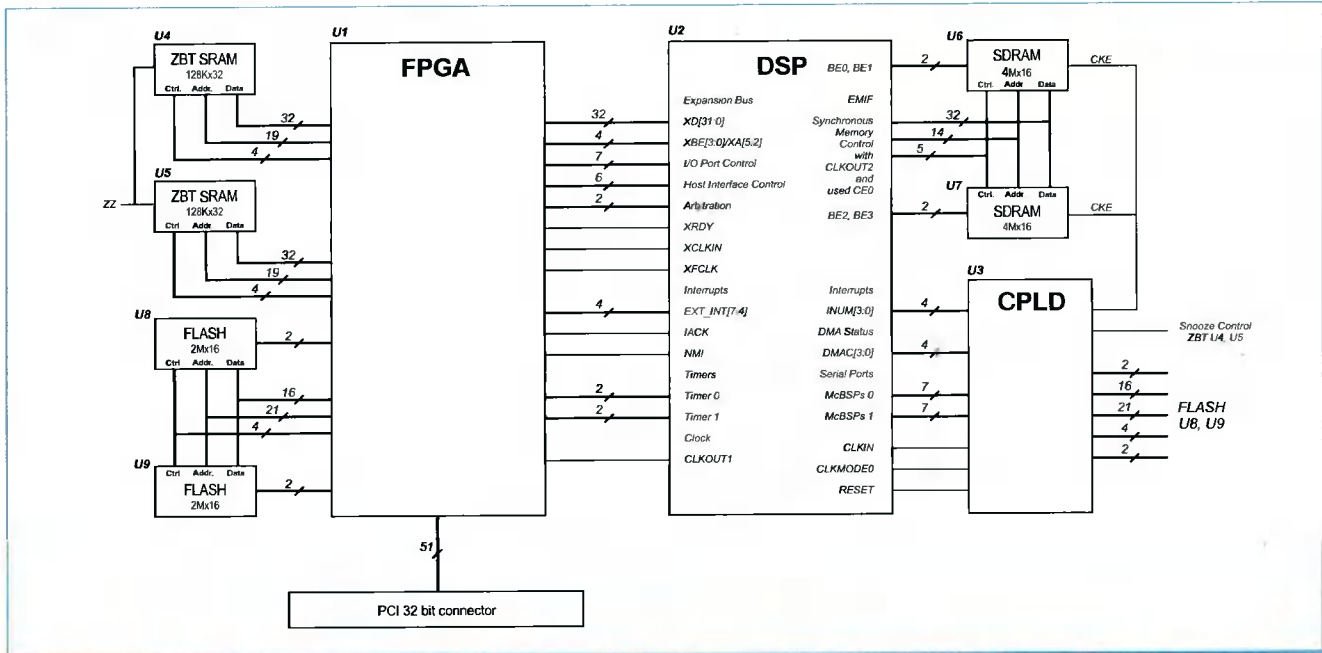 U4
ZBT SRAM
128Kx32
Ctrl. Addr. Data
32
19
4
U5
ZZ
ZBT SRAM
128Kx32
Ctrl Addr. Data
32
19
4
U8
FLASH
2Mx16
Ctrl Addr. Data
2
16
21
4
U9
Ctrl Addr. Data
FLASH
2Mx16
2
U1
FPGA
51
PCI 32 bit connector
32
4
7
6
2
4
2
2
U2
DSP
Expansion Bus
XD[31:0]
XBE[3:0]/XA[5:2]
I/O Port Control
Host Interface Control
Arbitration
XRDY
XCLKIN
XFCLK
Interrupts
EXT_INT[7:4]
IACK
NMI
Timers
Timer 0
Timer 1
Clock
CLKOUT1
BE0, BE1
EMIF
Synchronous
Memory
Control
with
CLKOUT2
and
used CE0
BE2, BE3
Interrupts
INUM[3:0]
DMA Status
DMAC[3:0]
Serial Ports
McBSPs 0
McBSPs 1
CLKIN
CLKMODE0
RESET
2
32
14
5
2
4
4
7
7
U6
SDRAM
4Mx16
Ctrl. Addr. Data
CKE
U7
Ctrl. Addr Data
SDRAM
4Mx16
CKE
U3
CPLD
Snooze Control
ZBT U4, U5
2
16
21
4
2
FLASH
U8, U9